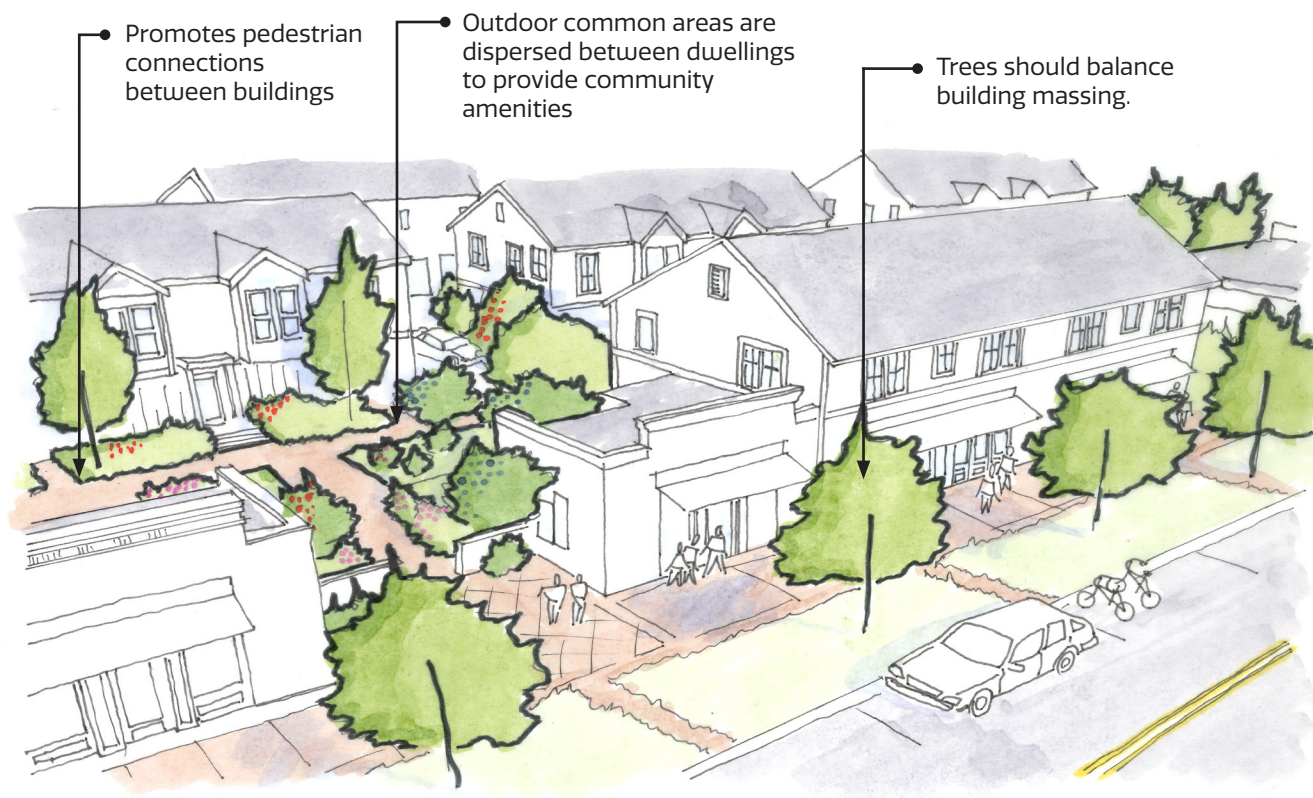 Promotes pedestrian
connections
between buildings
Outdoor common areas are
dispersed between dwellings
to provide community
amenities
Trees should balance
building massing.